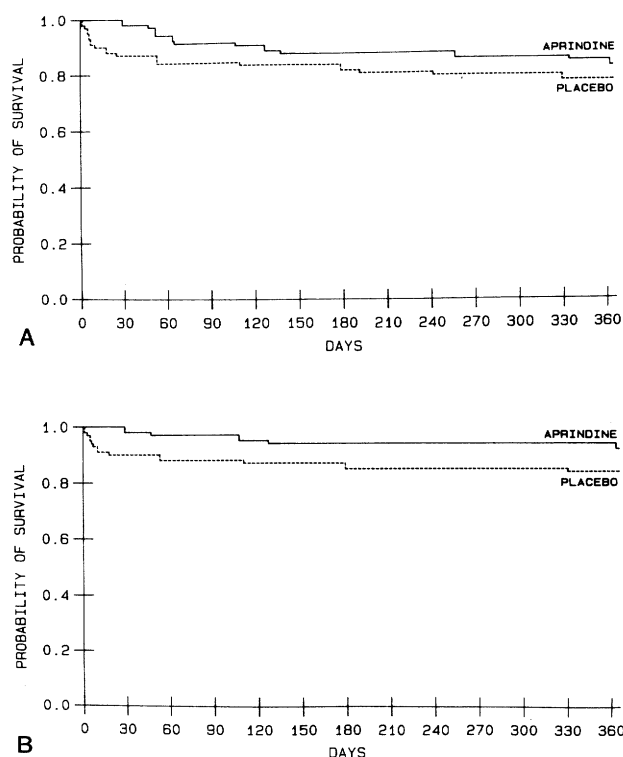 PROBABILITY OF SURVIVAL
1.0
0.8
0.6
0.4
0.2
0.0
APRINDINE
PLACEBO
0 30 60 90 120 150 180 210 240 270 300 330 360
DAYS
A
PROBABILITY OF SURVIVAL
1.0
0.8
0.6
0.4
0.2
0.0
APRINDINE
PLACEBO
0 30 60 90 120 150 180 210 240 270 300 330 360
DAYS
B